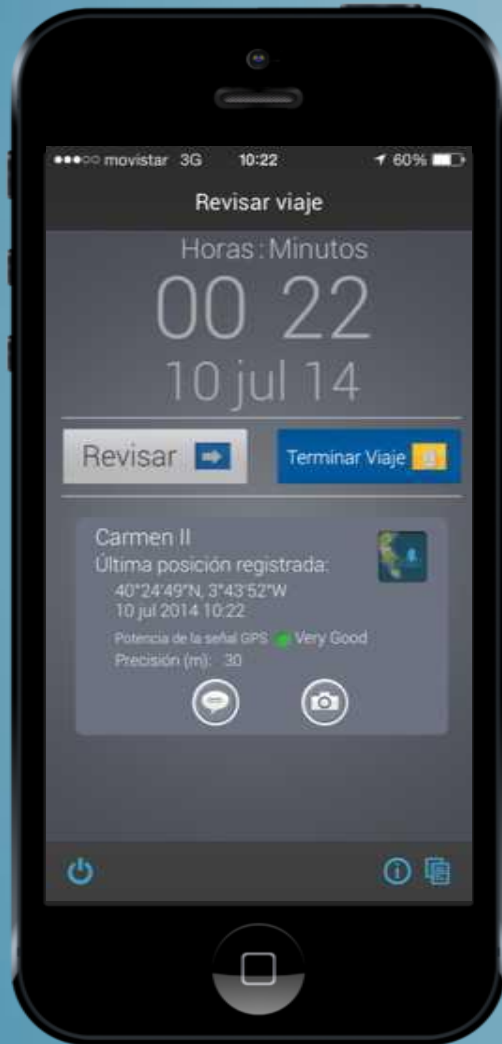 movistar 3G 10:22 60%
Revisar viaje
Horas:Minutos
00 22
10 jul 14
Revisar
Terminar Viaje
Carmen II
Última posición registrada:
40°24'49"N, 3°43'52"W
10 jul 2014 10:22
Potencia de la señal GPS Very Good
Precisión (m): 30